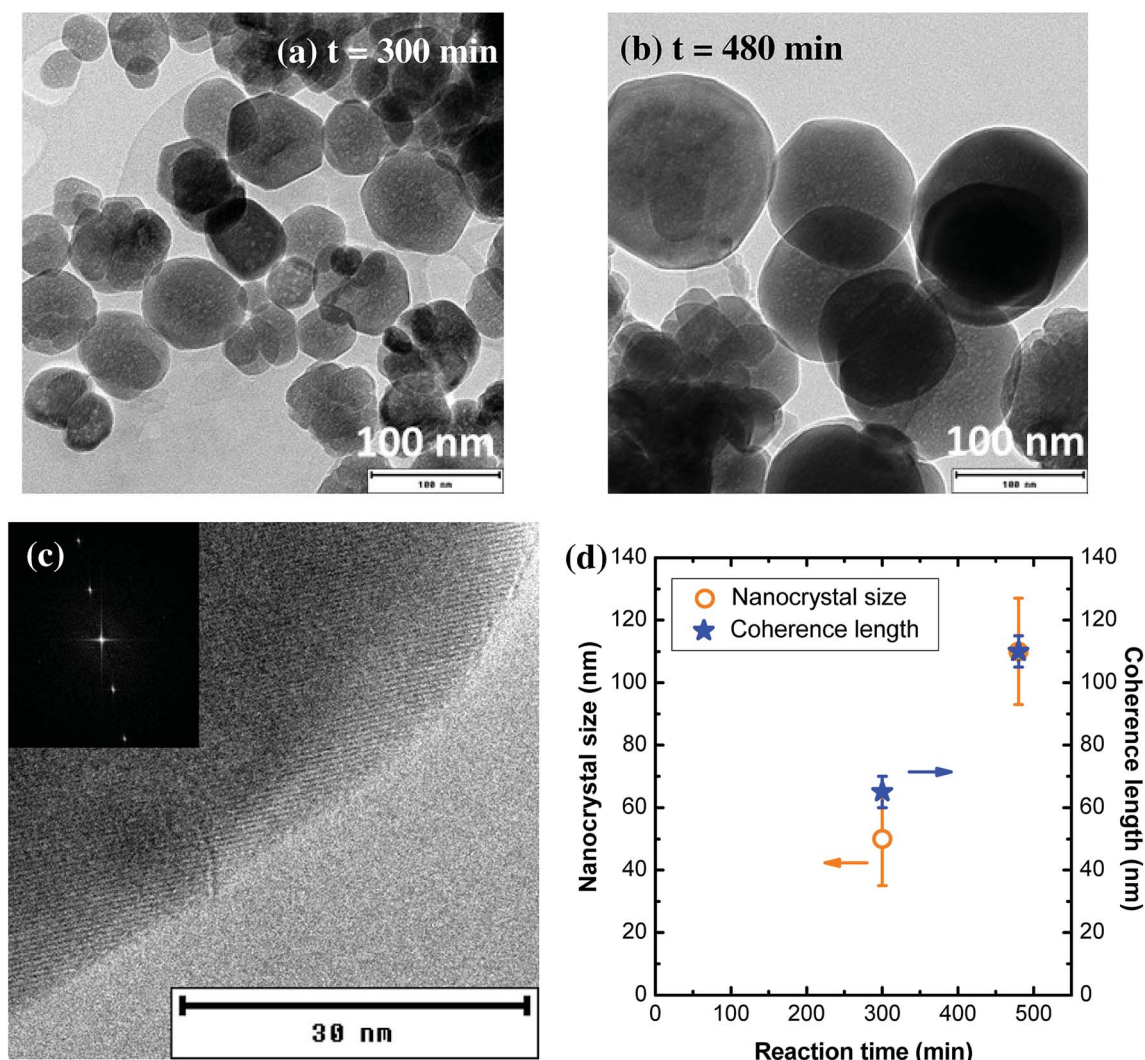 (a) t = 300 min
100 nm
100 nm
(b) t = 480 min
100 nm
100 nm
(c)
30 nm
(d)
140
120
100
80
60
40
20
0
Nanocrystal size (nm)
Nanocrystal size
Coherence length
140
120
100
80
60
40
20
0
Coherence length (nm)
0 100 200 300 400 500
Reaction time (min)